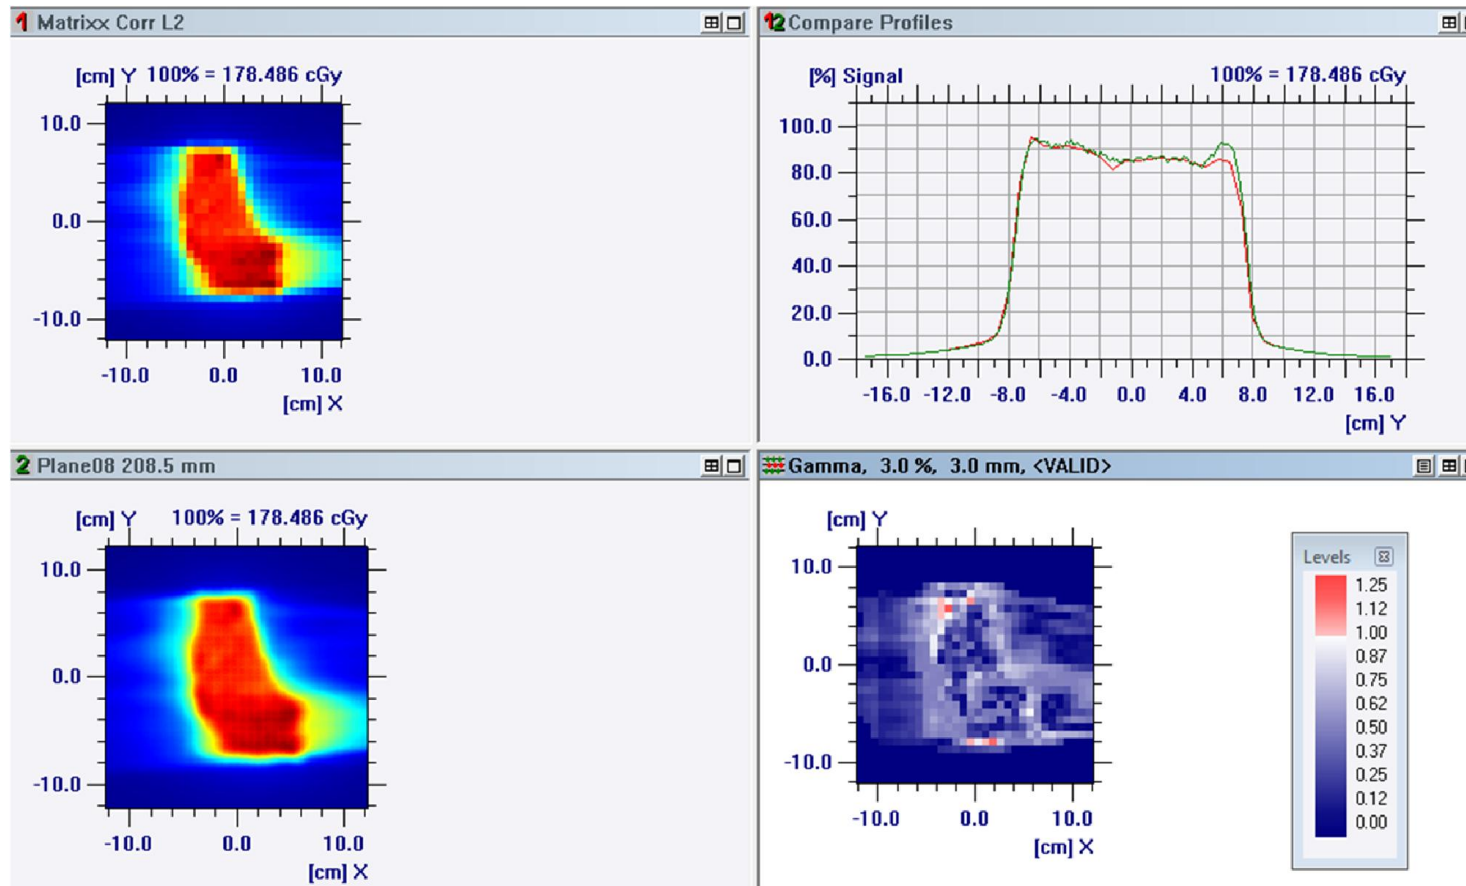 1 Matrixx Corr L2
[cm] Y 100% = 178.486 cGy
10.0
0.0
-10.0
-10.0 0.0 10.0
[cm] X
12 Compare Profiles
[%] Signal 100% = 178.486 cGy
100.0
80.0
60.0
40.0
20.0
0.0
-16.0 -12.0 -8.0 -4.0 0.0 4.0 8.0 12.0 16.0
[cm] Y
2 Plane08 208.5 mm
[cm] Y 100% = 178.486 cGy
10.0
0.0
-10.0
-10.0 0.0 10.0
[cm] X
Gamma, 3.0 %, 3.0 mm, <VALID>
[cm] Y
10.0
0.0
-10.0
-10.0 0.0 10.0
[cm] X
Levels
1.25
1.12
1.00
0.87
0.75
0.62
0.50
0.37
0.25
0.12
0.00